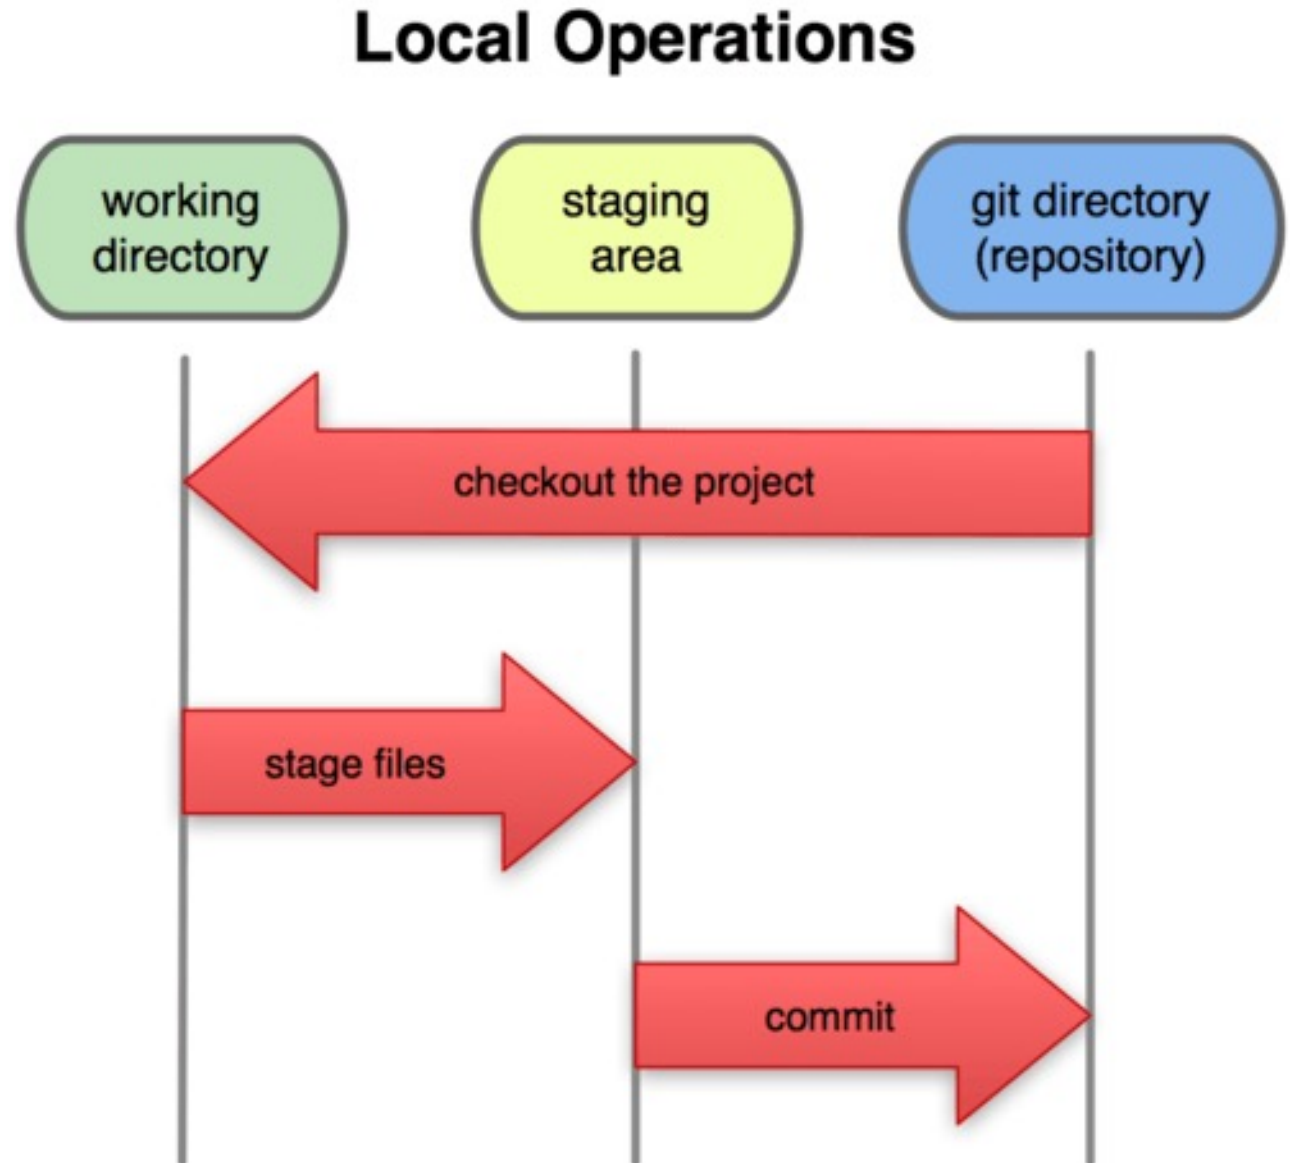 Local Operations
working
directory
staging
area
git directory
(repository)
checkout the project
stage files
commit